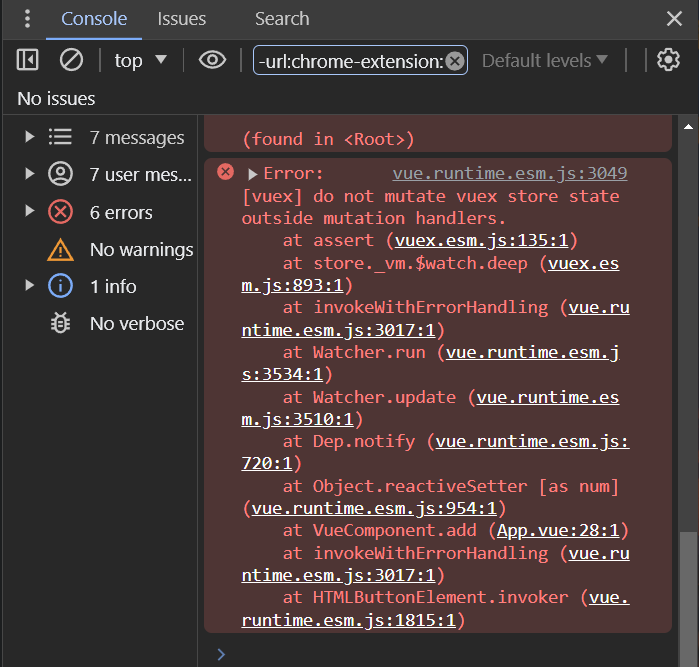 Console Issues Search
top -url:chrome-extension: Default levels
No issues
7 messages
7 user mes...
6 errors
No warnings
1 info
No verbose
(found in <Root>)
Error: vue.runtime.esm.js:3049
[vuex] do not mutate vuex store state
outside mutation handlers.
at assert (vuex.esm.js:135:1)
at store._vm.$watch.deep (vuex.es
m.js:893:1)
at invokeWithErrorHandling (vue.ru
ntime.esm.js:3017:1)
at Watcher.run (vue.runtime.esm.j
s:3534:1)
at Watcher.update (vue.runtime.es
m.js:3510:1)
at Dep.notify (vue.runtime.esm.js:
720:1)
at Object.reactiveSetter [as num]
(vue.runtime.esm.js:954:1)
at VueComponent.add (App.vue:28:1)
at invokeWithErrorHandling (vue.ru
ntime.esm.js:3017:1)
at HTMLButtonElement.invoker (vue.
runtime.esm.js:1815:1)